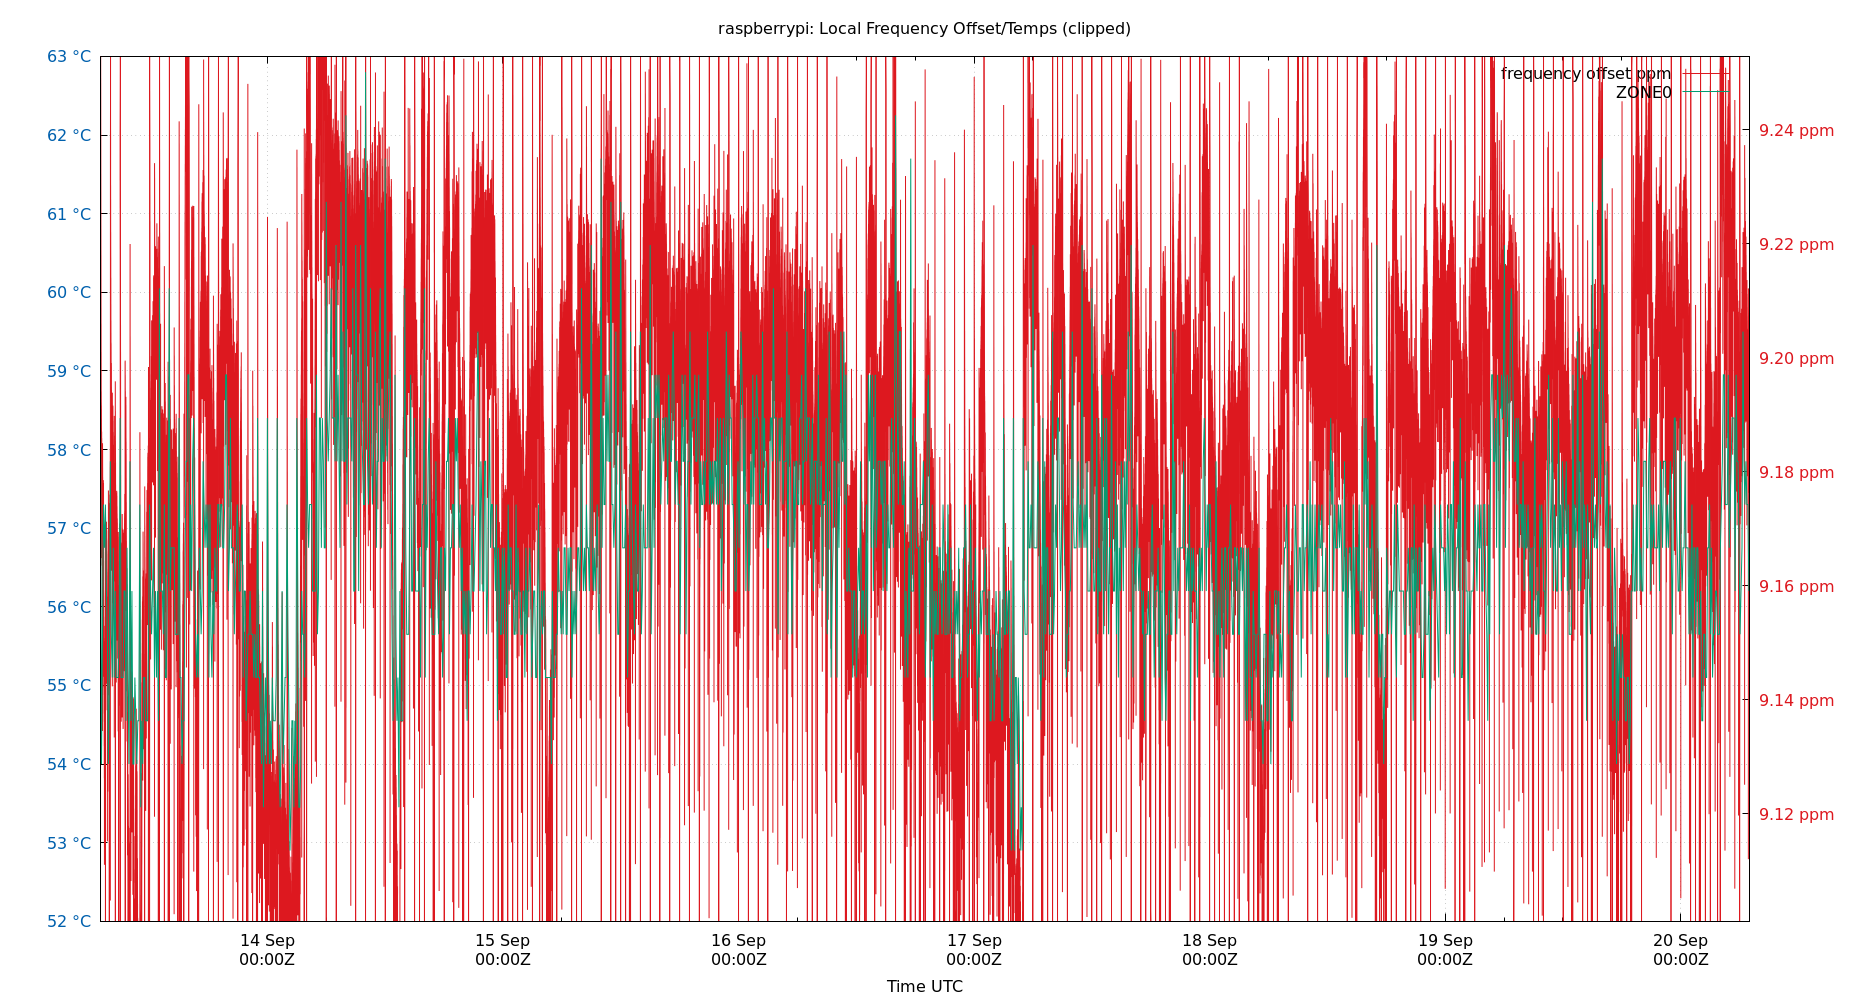 raspberrypi: Local Frequency Offset/Temps (clipped)
63 °C
62 °C
61 °C
60 °C
59 °C
58 °C
57 °C
56 °C
55 °C
54 °C
53 °C
52 °C
frequency offset ppm
ZONE0
9.24 ppm
9.22 ppm
9.20 ppm
9.18 ppm
9.16 ppm
9.14 ppm
9.12 ppm
14 Sep 15 Sep 16 Sep 17 Sep 18 Sep 19 Sep 20 Sep
00:00Z 00:00Z 00:00Z 00:00Z 00:00Z 00:00Z 00:00Z
Time UTC